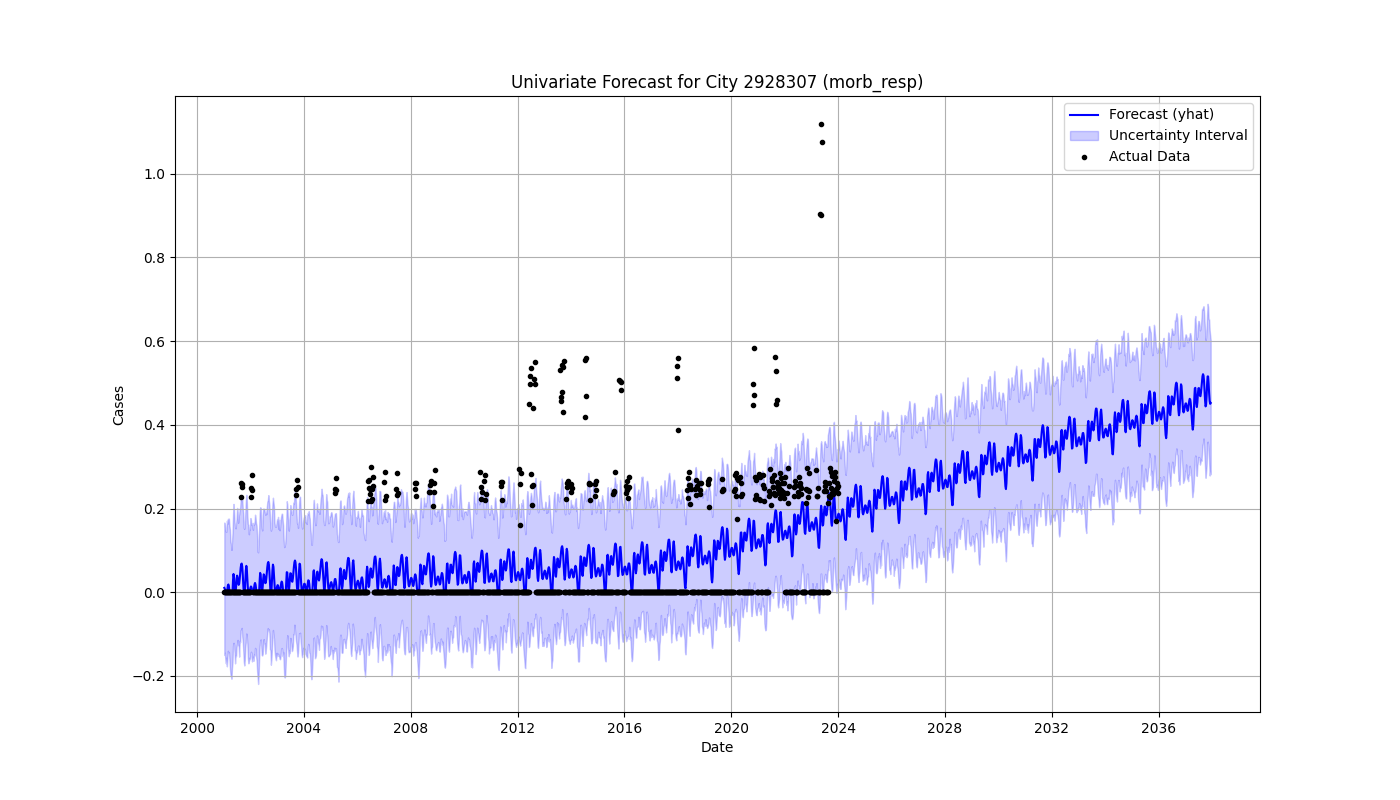 Univariate Forecast for City 2928307 (morb_resp)
Forecast (yhat)
Uncertainty Interval
Actual Data
1.0
0.8
0.6
0.4
0.2
0.0
−0.2
Cases
2000 2004 2008 2012 2016 2020 2024 2028 2032 2036
Date